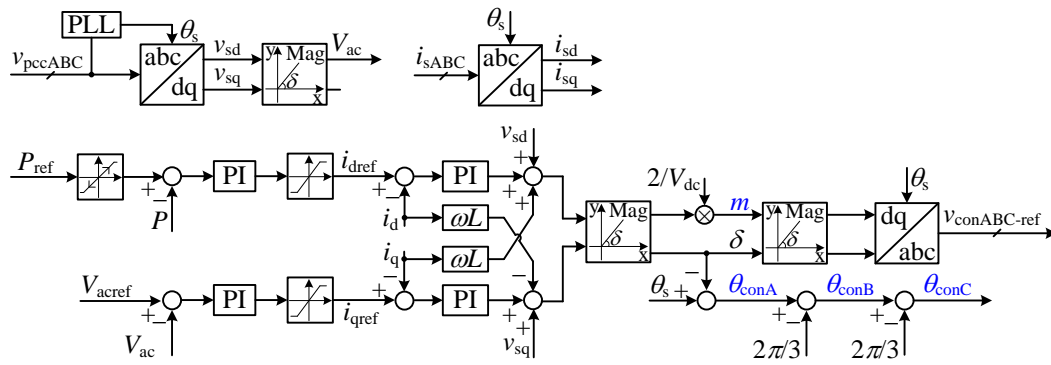 PLL
θs
vpccABC
abc
dq
vsd
vsq
y Mag
δ
x
Vac
θs
isABC
abc
dq
isd
isq
Pref
+
−
P
PI
idref
+
−
id
PI
ωL
vsd
+
+
+
iq
ωL
Vacref
+
−
Vac
PI
iqref
+
−
PI
−
+
+
vsq
y Mag
δ
x
2/Vdc
m
δ
y Mag
δ
x
θs
dq
abc
vconABC-ref
θs
+
−
θconA
+
−
2π/3
θconB
+
−
2π/3
θconC